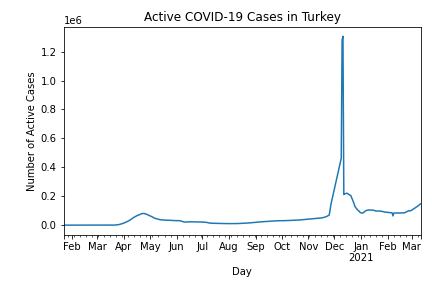 Active COVID-19 Cases in Turkey
1e6
1.2
1.0
0.8
0.6
0.4
0.2
0.0
Number of Active Cases
Feb Mar Apr May Jun Jul Aug Sep Oct Nov Dec Jan Feb Mar
2021
Day